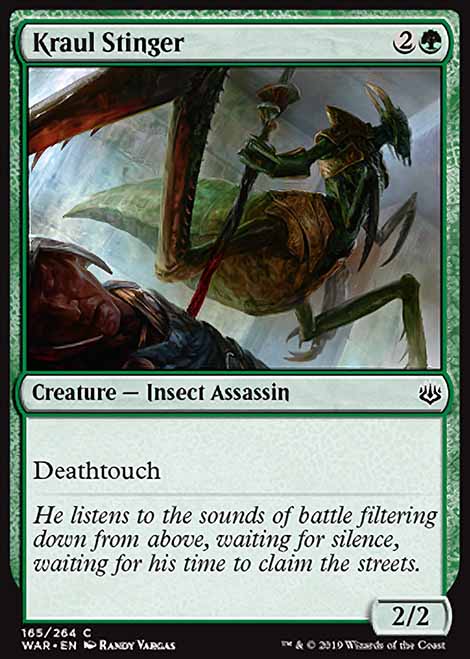 Kraul Stinger 2
Creature — Insect Assassin
Deathtouch
He listens to the sounds of battle filtering
down from above, waiting for silence,
waiting for his time to claim the streets.
2/2
165/264 C
WAR • EN Randy Vargas
™ & © 2019 Wizards of the Coast